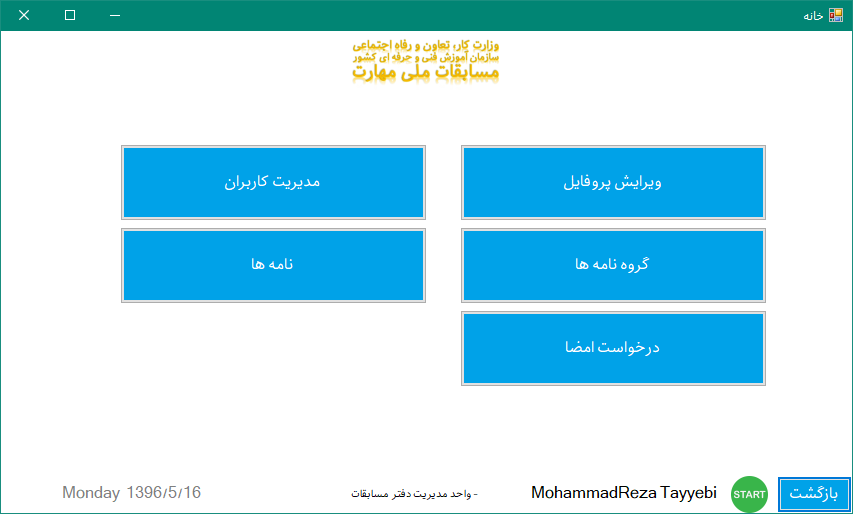 خانه
وزارت کار، تعاون و رفاه اجتماعی
سازمان آموزش فنی و حرفه ای کشور
مسابقات ملی مهارت
ویرایش پروفایل
مدیریت کاربران
گروه نامه ها
نامه ها
درخواست امضا
بازگشت
START
MohammadReza Tayyebi
- واحد مدیریت دفتر مسابقات
Monday 1396/5/16